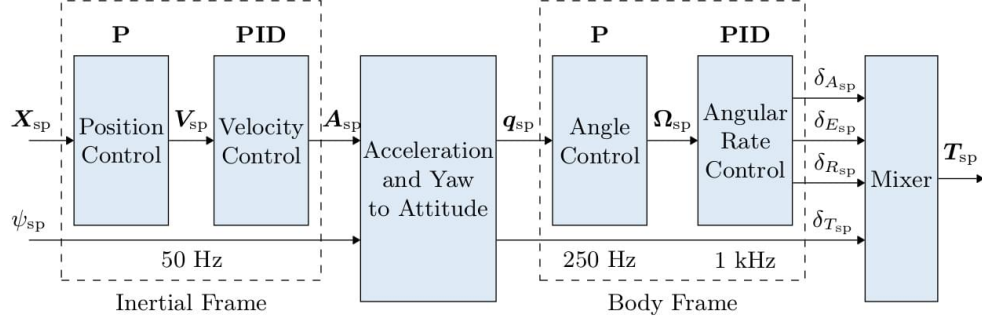 P
PID
P
PID
X_sp
Position
Control
V_sp
Velocity
Control
A_sp
Acceleration
and Yaw
to Attitude
q_sp
Angle
Control
Ω_sp
Angular
Rate
Control
δ_A_sp
δ_E_sp
δ_R_sp
δ_T_sp
Mixer
T_sp
ψ_sp
50 Hz
250 Hz
1 kHz
Inertial Frame
Body Frame